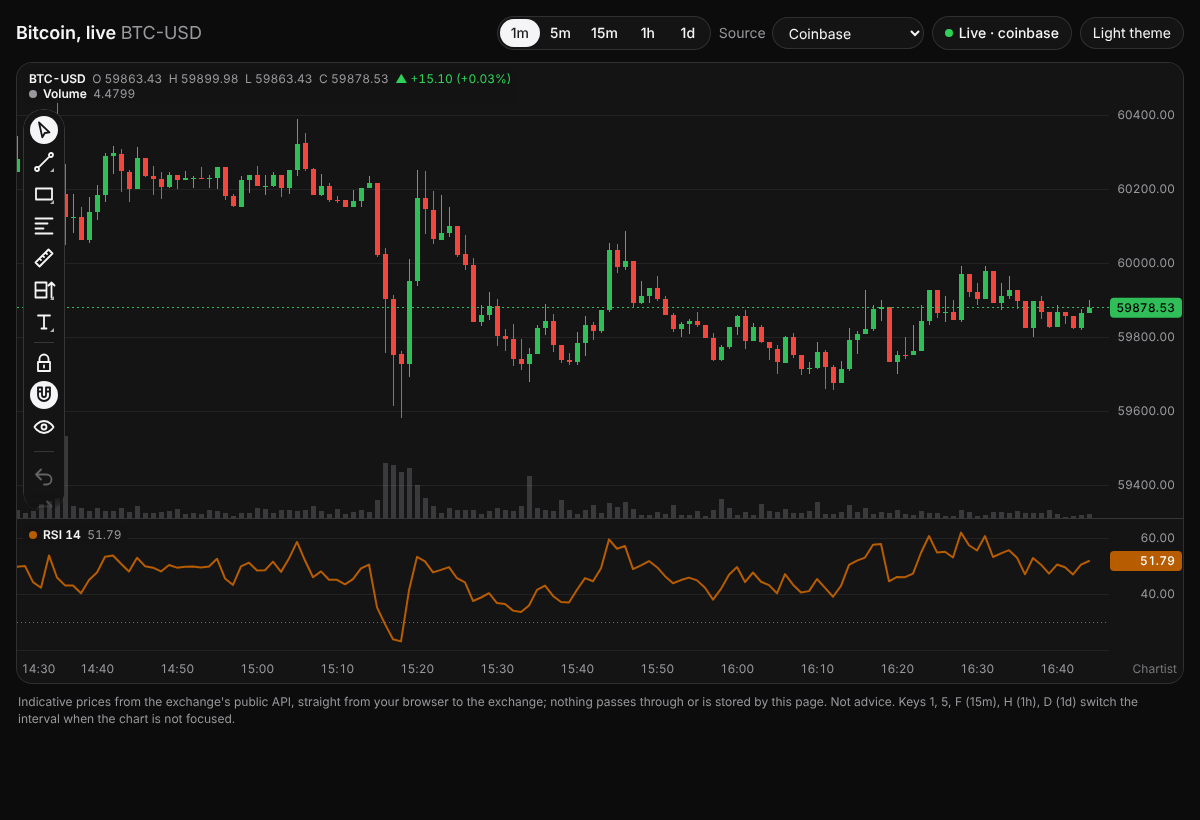 Bitcoin, live BTC-USD
1m 5m 15m 1h 1d Source Coinbase Live · coinbase Light theme
BTC-USD O 59863.43 H 59899.98 L 59863.43 C 59878.53 ▲ +15.10 (+0.03%)
Volume 4.4799
60400.00
60200.00
60000.00
59878.53
59800.00
59600.00
59400.00
RSI 14 51.79
60.00
51.79
40.00
14:30 14:40 14:50 15:00 15:10 15:20 15:30 15:40 15:50 16:00 16:10 16:20 16:30 16:40 Chartist
Indicative prices from the exchange's public API, straight from your browser to the exchange; nothing passes through or is stored by this page. Not advice. Keys 1, 5, F (15m), H (1h), D (1d) switch the
interval when the chart is not focused.